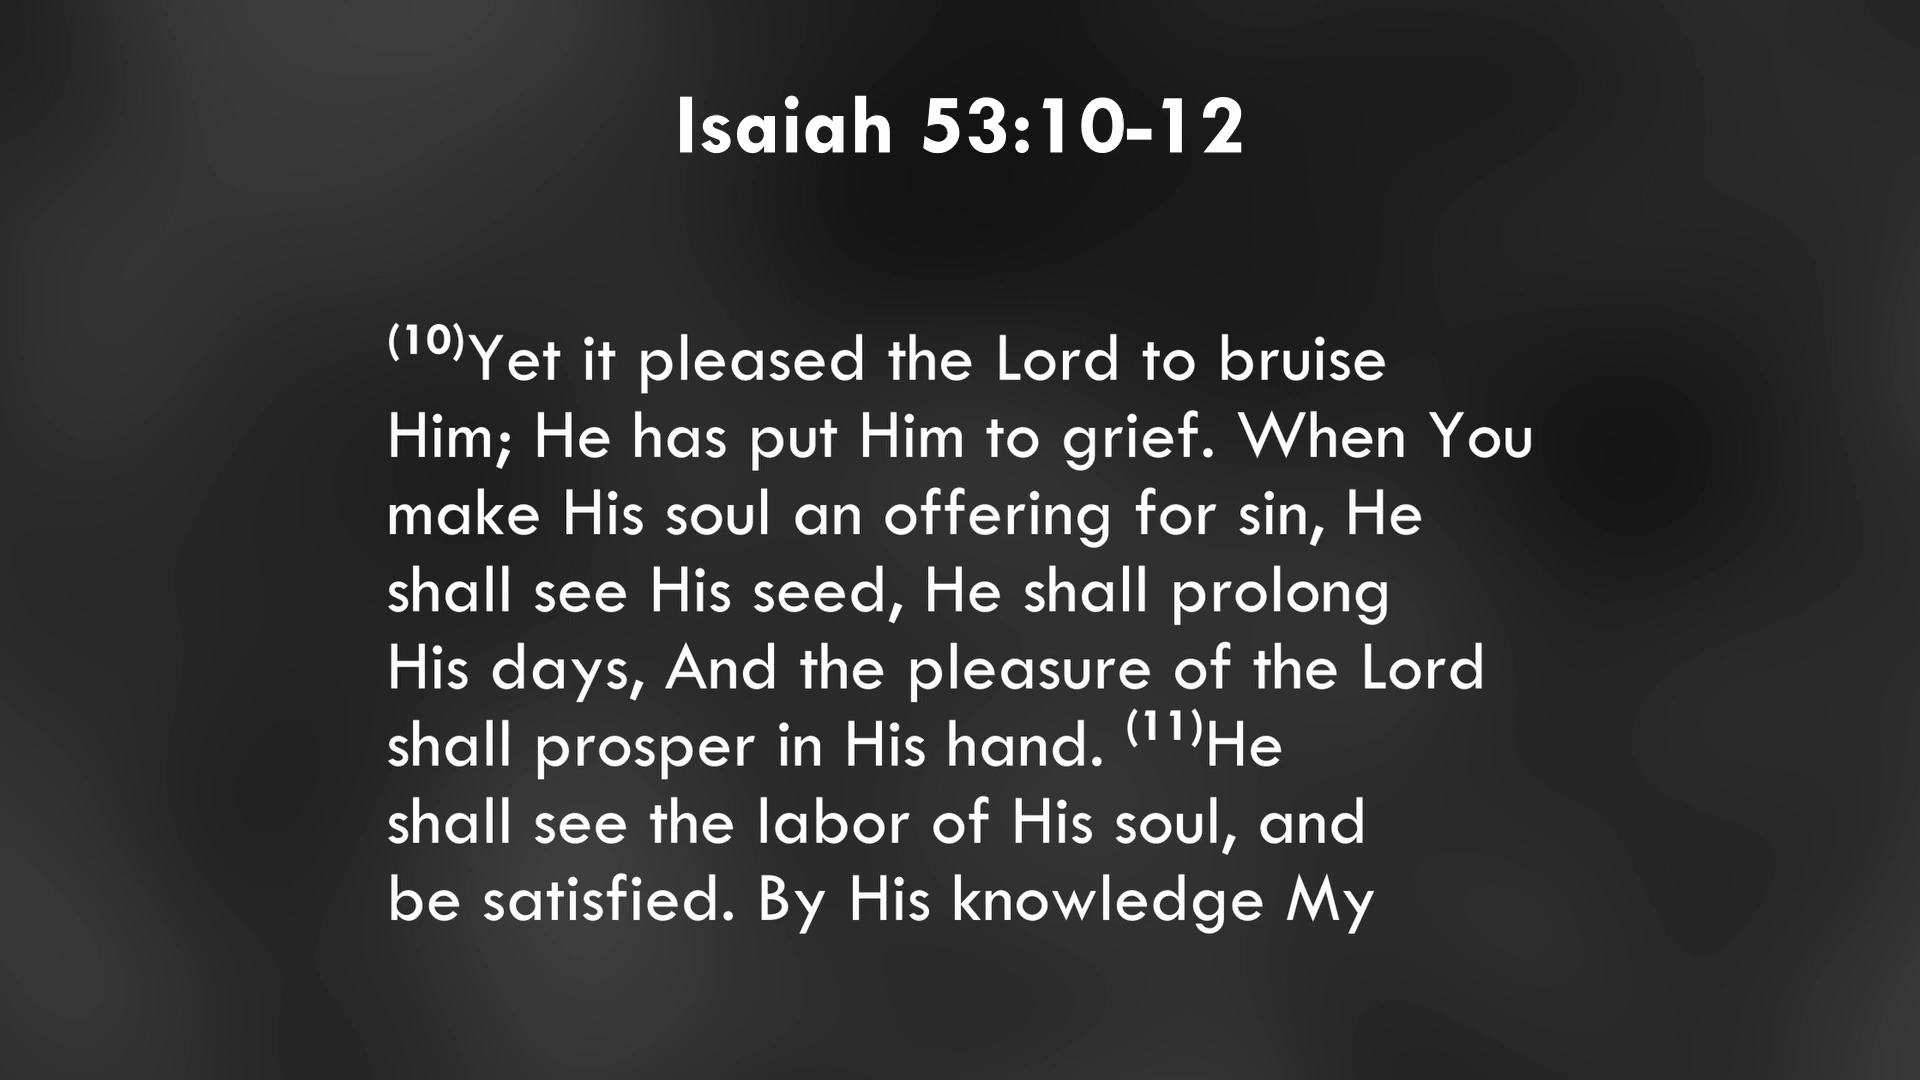 Isaiah 53:10-12
(10)Yet it pleased the Lord to bruise
Him; He has put Him to grief. When You
make His soul an offering for sin, He
shall see His seed, He shall prolong
His days, And the pleasure of the Lord
shall prosper in His hand. (11)He
shall see the labor of His soul, and
be satisfied. By His knowledge My